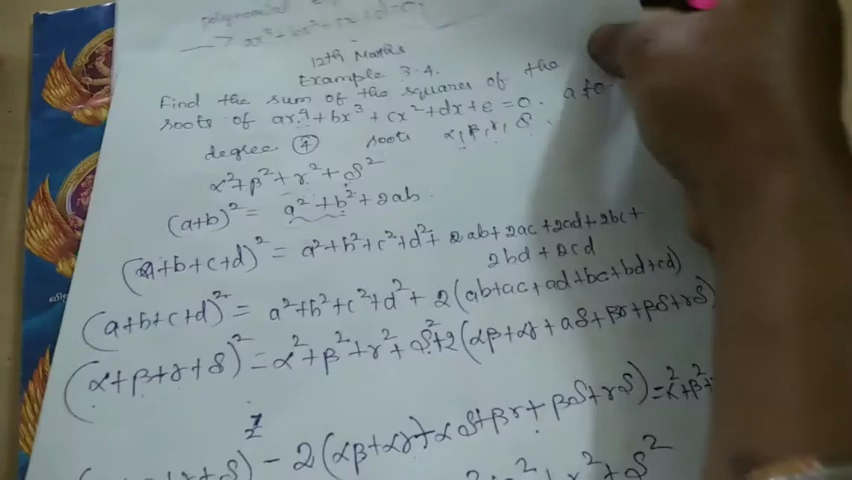 polynomial
12th Maths
Example 3.4.
Find the sum of the squares of the
roots of ax⁴ + bx³ + cx² + dx + e = 0. a ≠ 0
degree ④ roots α, β, γ, δ
α² + β² + γ² + δ²
(a+b)² = a² + b² + 2ab.
(a+b+c+d)² = a² + b² + c² + d² + 2ab + 2ac + 2cd + 2bc +
2bd + 2cd
(a+b+c+d)² = a² + b² + c² + d² + 2(ab+ac+ad+bc+bd+cd)
(α+β+γ+δ)² = α² + β² + γ² + δ² + 2(αβ+αγ+αδ+βγ+βδ+γδ)
- 2(αβ+αγ+αδ+βγ+βδ+γδ) = α² + β² +
+ γ² + δ²